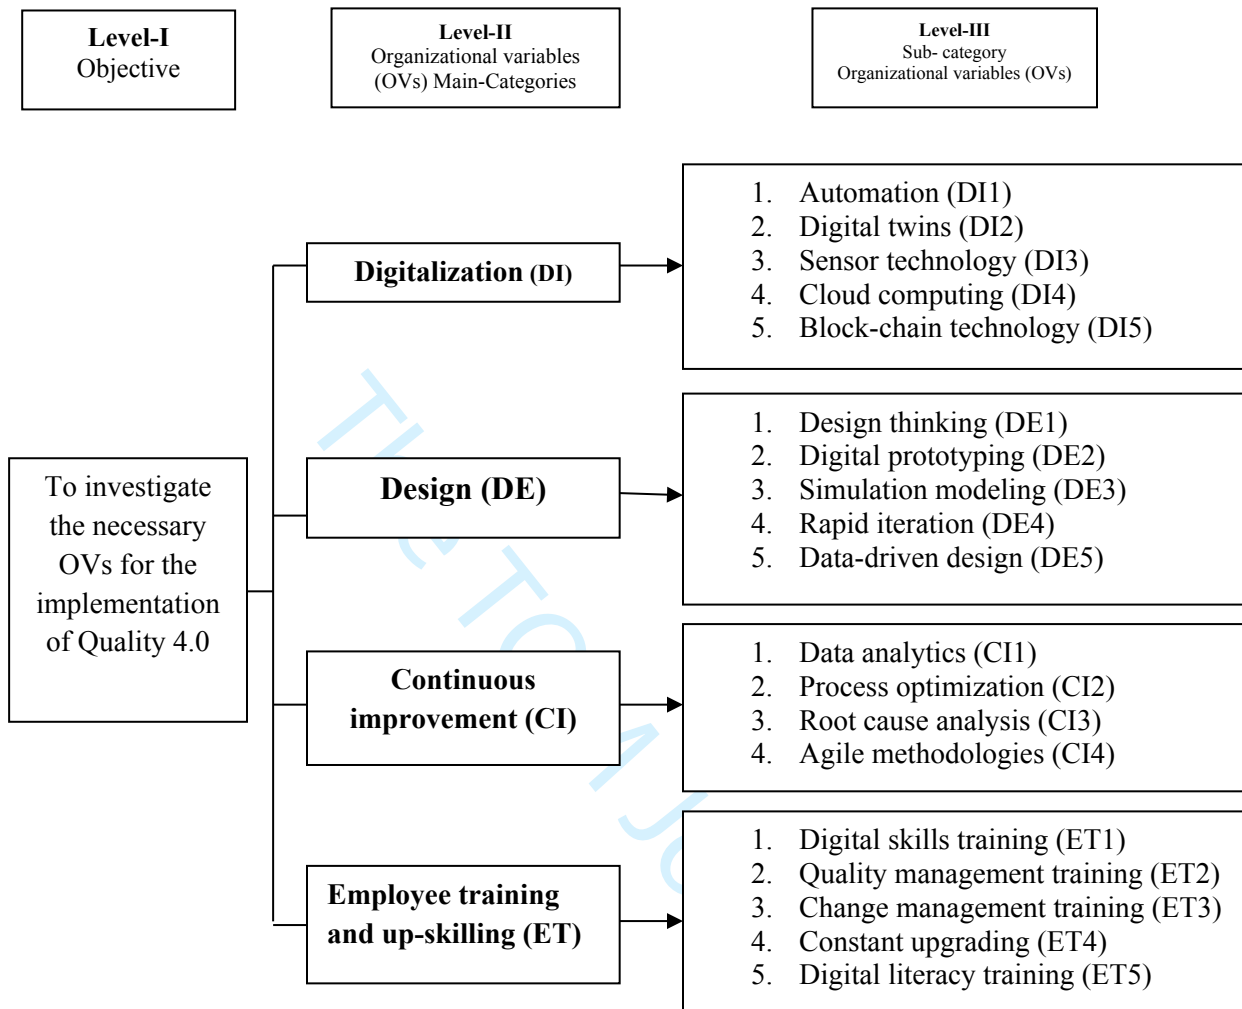 Level-I
Objective
Level-II
Organizational variables
(OVs) Main-Categories
Level-III
Sub- category
Organizational variables (OVs)
To investigate
the necessary
OVs for the
implementation
of Quality 4.0
Digitalization (DI)
1. Automation (DI1)
2. Digital twins (DI2)
3. Sensor technology (DI3)
4. Cloud computing (DI4)
5. Block-chain technology (DI5)
Design (DE)
1. Design thinking (DE1)
2. Digital prototyping (DE2)
3. Simulation modeling (DE3)
4. Rapid iteration (DE4)
5. Data-driven design (DE5)
Continuous
improvement (CI)
1. Data analytics (CI1)
2. Process optimization (CI2)
3. Root cause analysis (CI3)
4. Agile methodologies (CI4)
Employee training
and up-skilling (ET)
1. Digital skills training (ET1)
2. Quality management training (ET2)
3. Change management training (ET3)
4. Constant upgrading (ET4)
5. Digital literacy training (ET5)
The